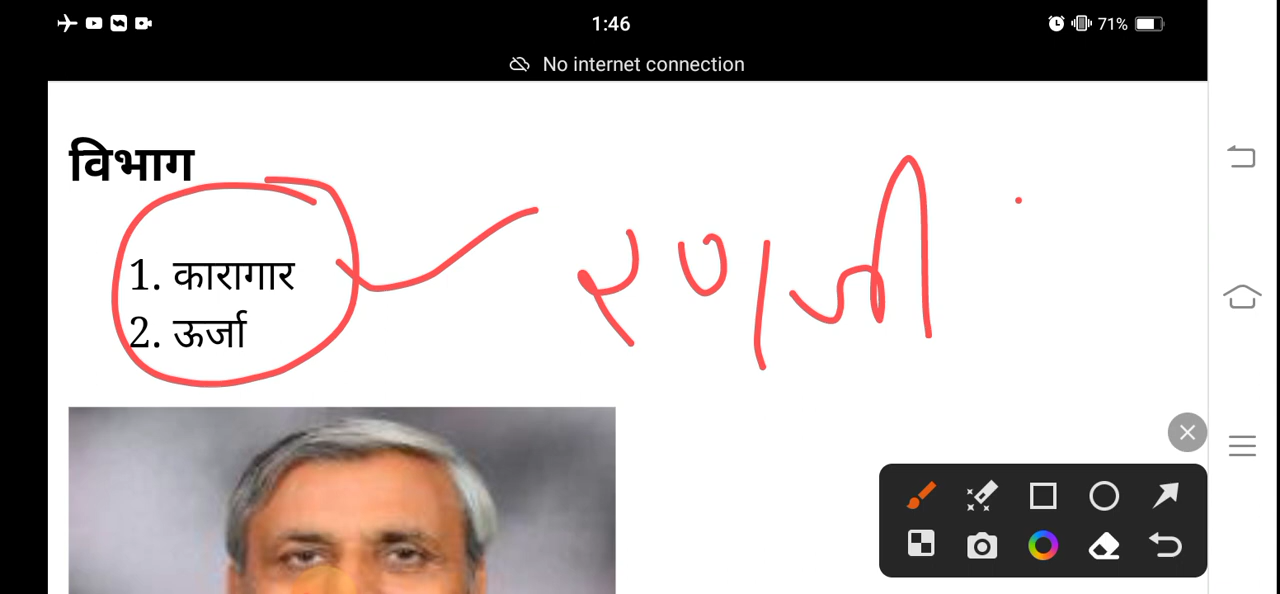 1:46
71%
No internet connection
विभाग
1. कारागार
2. ऊर्जा